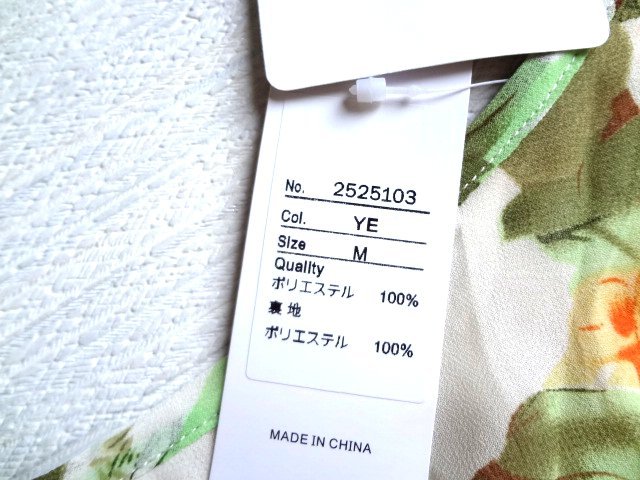 No. 2525103
Col. YE
Size M
Quality
ポリエステル 100%
裏地
ポリエステル 100%
MADE IN CHINA